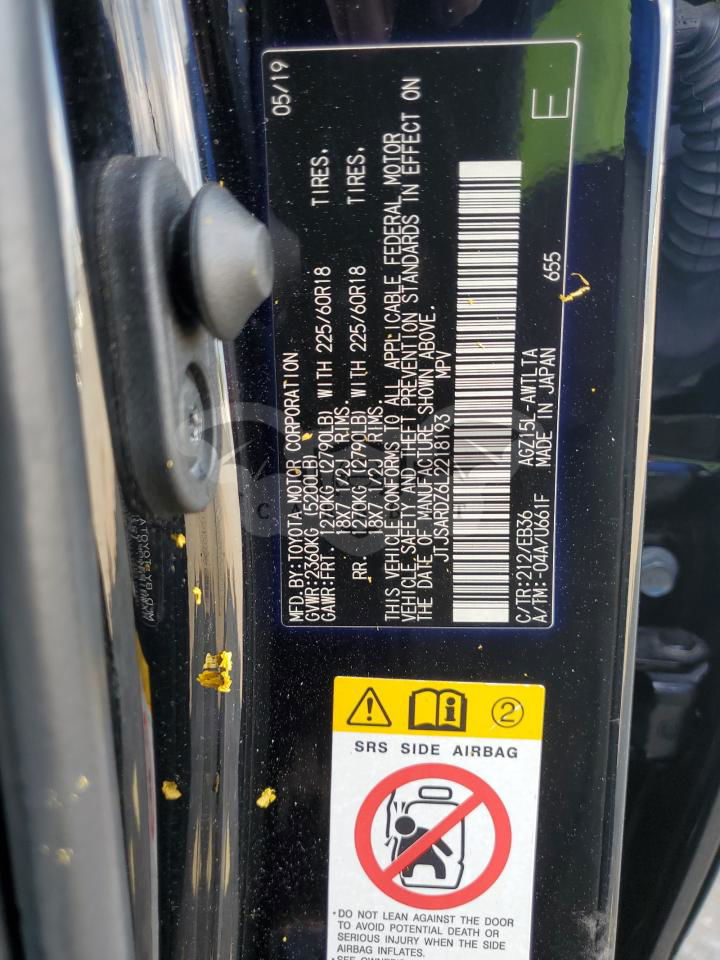 05/19
MFD.BY:TOYOTA MOTOR CORPORATION
GVWR:2360KG (5200LB)
GAWR:FRT. 1270KG (2790LB) WITH 225/60R18 TIRES.
18X7 1/2J RIMS.
RR. 1270KG (2790LB) WITH 225/60R18 TIRES.
18X7 1/2J RIMS.
THIS VEHICLE CONFORMS TO ALL APPLICABLE FEDERAL MOTOR
VEHICLE SAFETY AND THEFT PREVENTION STANDARDS IN EFFECT ON
THE DATE OF MANUFACTURE SHOWN ABOVE.
JTJSARDZ6L2218193 MPV
C/TR:212/EB36 AGZ15L-AWTLTA 655
A/TM:-04A/U661F MADE IN JAPAN
E
2
SRS SIDE AIRBAG
•DO NOT LEAN AGAINST THE DOOR
TO AVOID POTENTIAL DEATH OR
SERIOUS INJURY WHEN THE SIDE
AIRBAG INFLATES.
•SEE OWNER'S